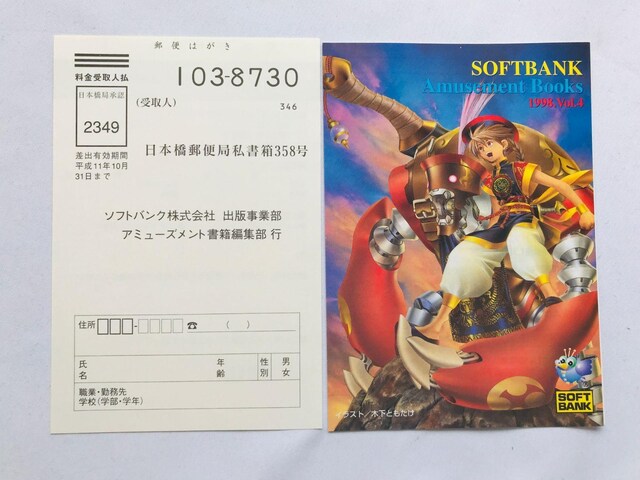 郵便はがき
料金受取人払
日本橋局承認
2349
差出有効期間
平成11年10月
31日まで
103-8730
(受取人)
346
日本橋郵便局私書箱358号
ソフトバンク株式会社 出版事業部
アミューズメント書籍編集部 行
住所 - ☎ ( )
氏名 年齢 性別 男 女
職業・勤務先
学校(学部・学年)
SOFTBANK
Amusement Books
1998.Vol.4
イラスト/木下ともたけ
SOFT
BANK